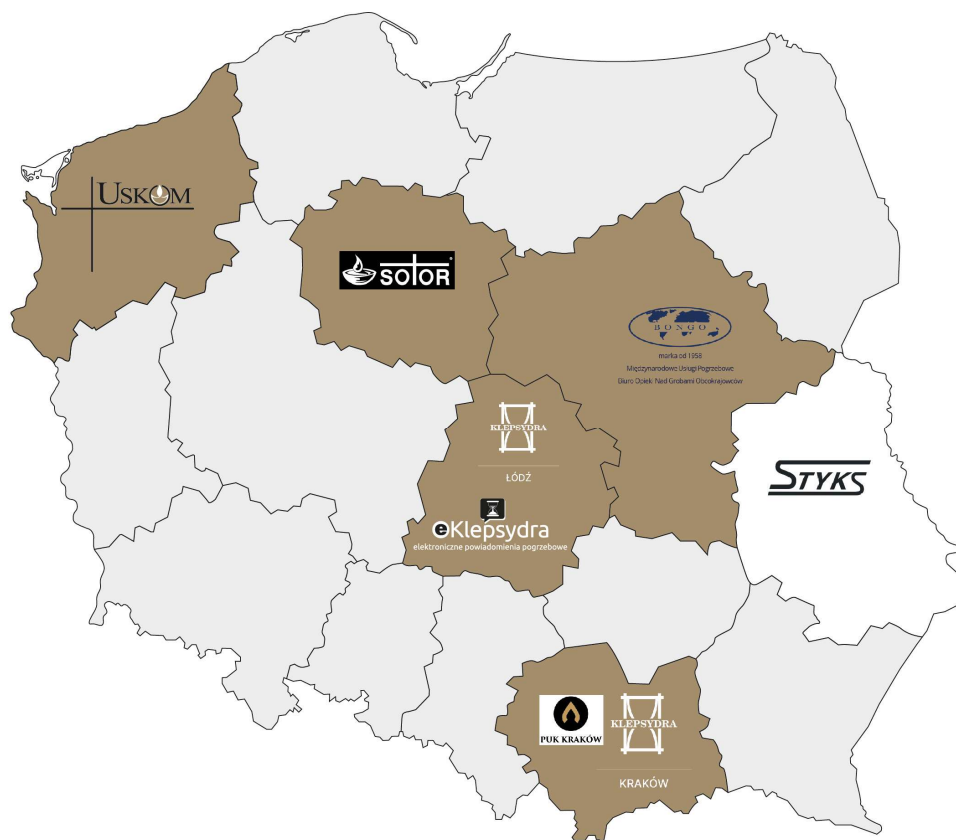 USKOM
SOTOR
BONGO
marka od 1958
Międzynarodowe Usługi Pogrzebowe
Biuro Opieki Nad Grobami Obcokrajowców
KLEPSYDRA
ŁÓDŹ
STYKS
eKlepsydra
elektroniczne powiadomienia pogrzebowe
PUK KRAKÓW
KLEPSYDRA
KRAKÓW